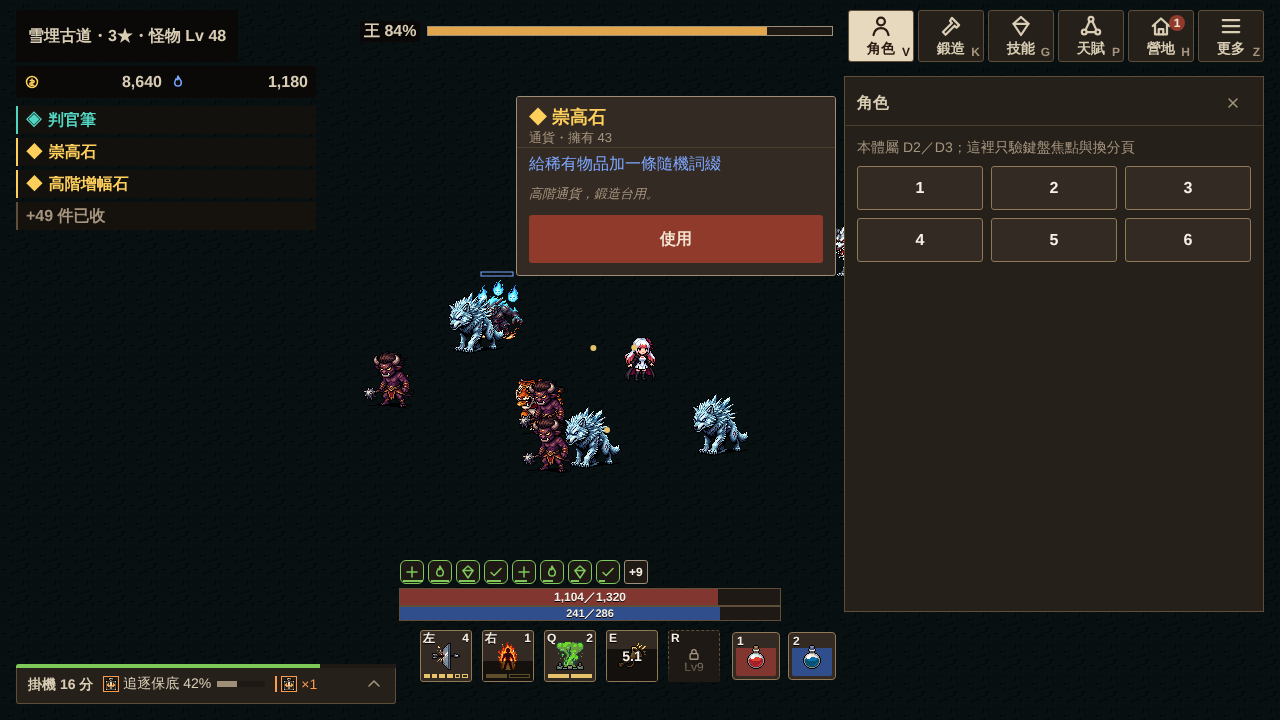 雪埋古道・3★・怪物 Lv 48
8,640 1,180
判官筆
崇高石
高階增幅石
+49 件已收
王 84%
角色 V
鍛造 K
技能 G
天賦 P
營地 H 1
更多 Z
崇高石
通貨・擁有 43
給稀有物品加一條隨機詞綴
高階通貨，鍛造台用。
使用
角色
本體屬 D2／D3；這裡只驗鍵盤焦點與換分頁
1 2 3
4 5 6
+9
1,104／1,320
241／286
左 4
右 1
Q 2
E 5.1
R Lv9
1
2
掛機 16 分 追逐保底 42% ×1